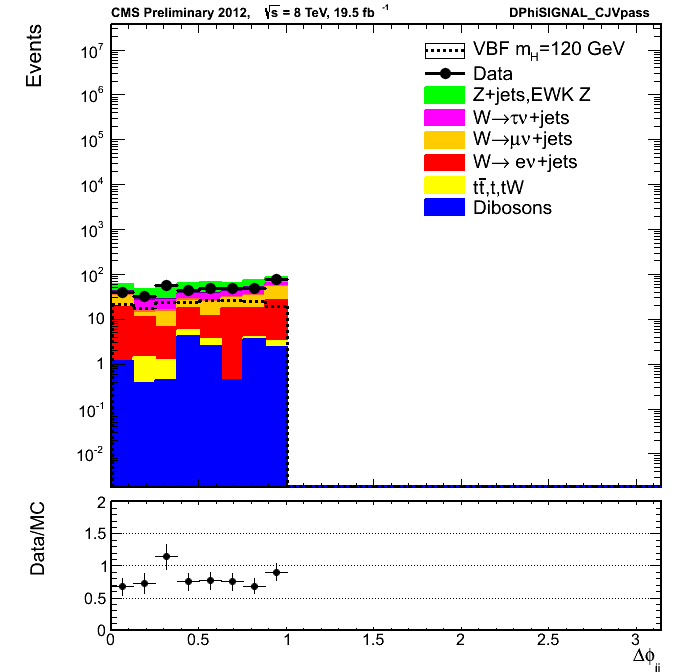 CMS Preliminary 2012, √s = 8 TeV, 19.5 fb⁻¹ DPhiSIGNAL_CJVpass
Events
VBF m_H=120 GeV
Data
Z+jets,EWK Z
W→τν+jets
W→μν+jets
W→ eν+jets
tt̄,t,tW
Dibosons
10⁷
10⁶
10⁵
10⁴
10³
10²
10
1
10⁻¹
10⁻²
Data/MC
2
1.5
1
0.5
0
0 0.5 1 1.5 2 2.5 3
Δϕ_jj